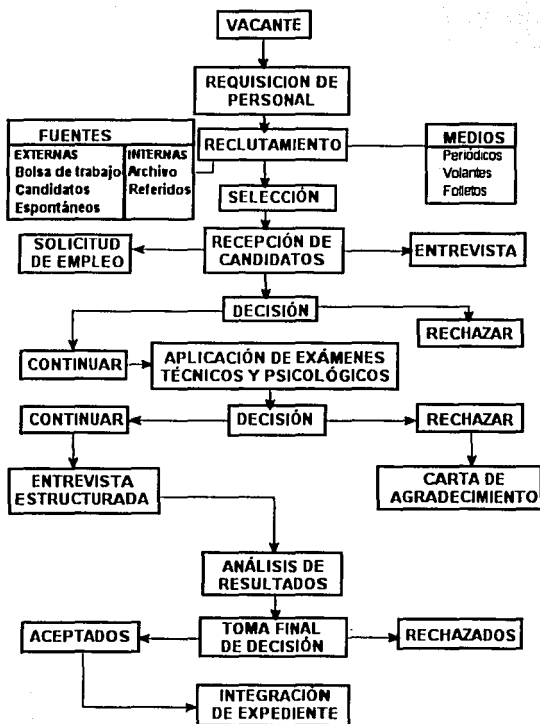 VACANTE
REQUISICION DE
PERSONAL
FUENTES
EXTERNAS
Bolsa de trabajo
Candidatos
Espontáneos
INTERNAS
Archivo
Referidos
RECLUTAMIENTO
MEDIOS
Periódicos
Volantes
Folletos
SELECCIÓN
SOLICITUD
DE EMPLEO
RECEPCIÓN DE
CANDIDATOS
ENTREVISTA
DECISIÓN
RECHAZAR
CONTINUAR
APLICACIÓN DE EXÁMENES
TÉCNICOS Y PSICOLÓGICOS
CONTINUAR
DECISIÓN
RECHAZAR
ENTREVISTA
ESTRUCTURADA
CARTA DE
AGRADECIMIENTO
ANÁLISIS DE
RESULTADOS
ACEPTADOS
TOMA FINAL
DE DECISIÓN
RECHAZADOS
INTEGRACIÓN
DE EXPEDIENTE